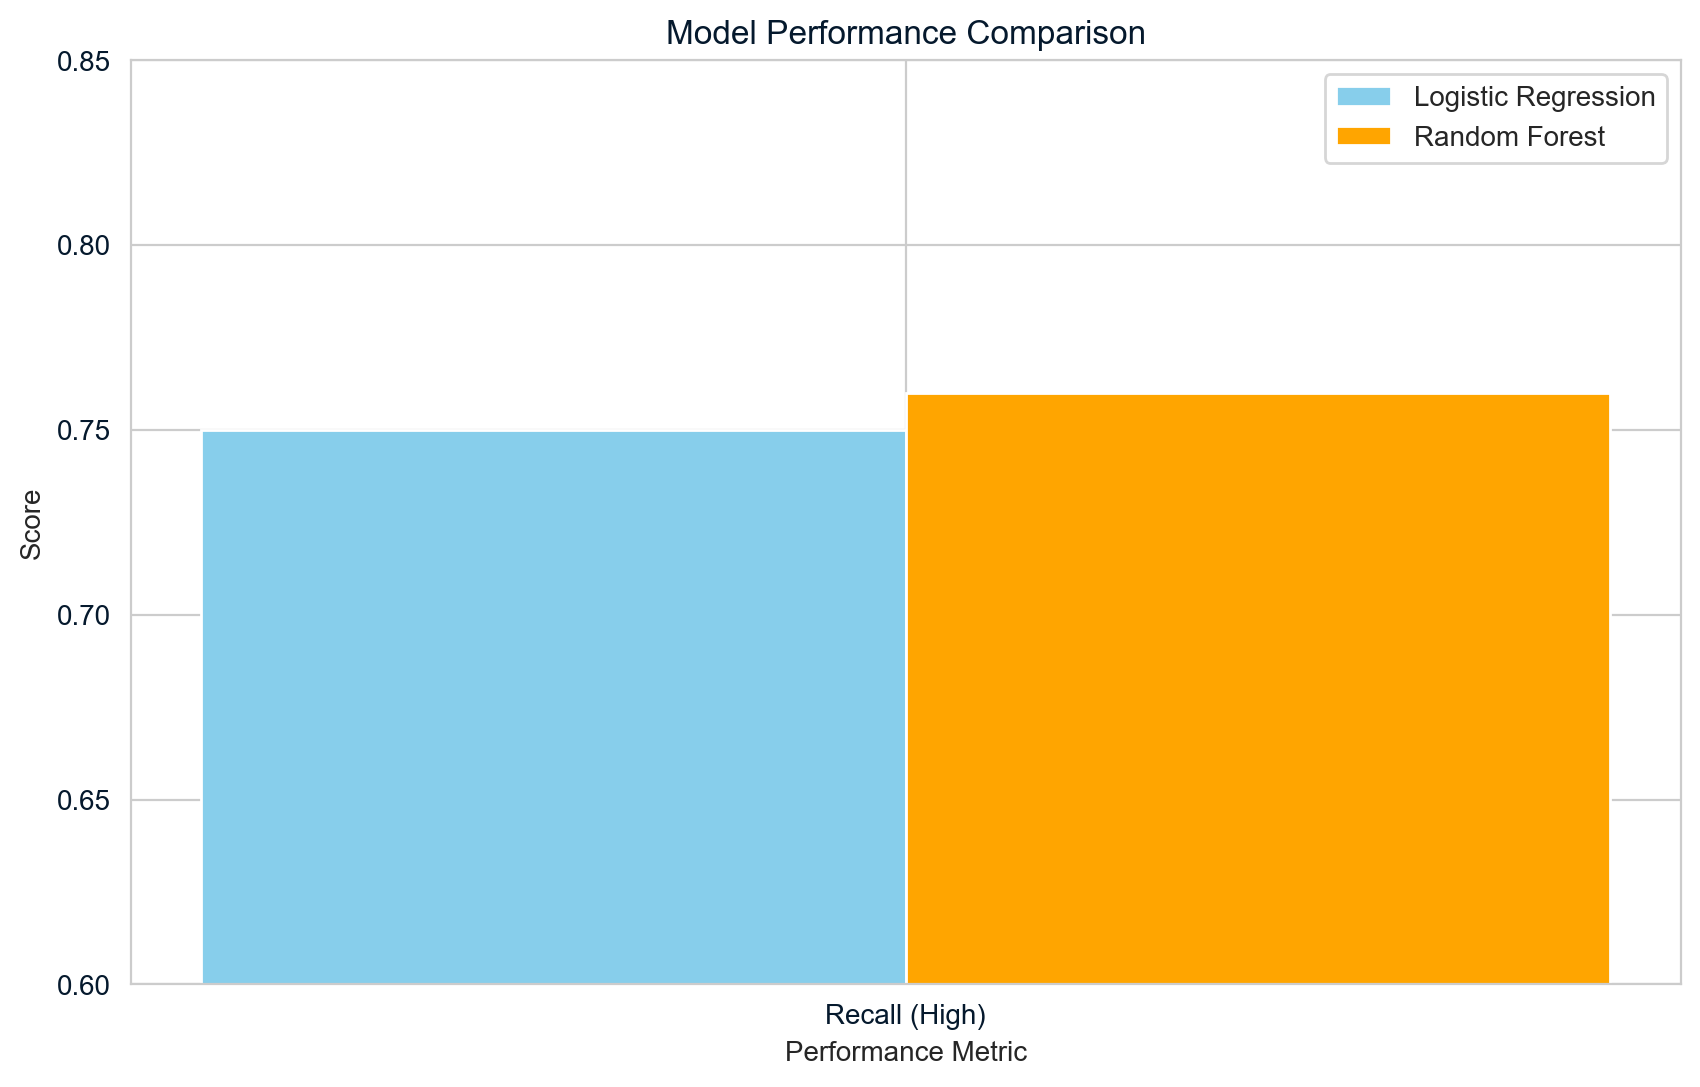 Model Performance Comparison
0.85
Logistic Regression
Random Forest
0.80
0.75
0.70
0.65
0.60
Score
Recall (High)
Performance Metric